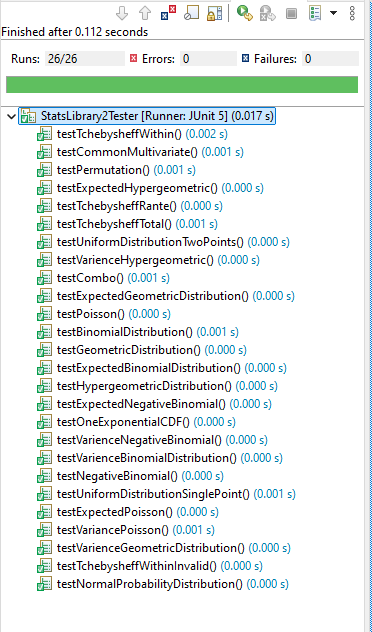 Finished after 0.112 seconds
Runs: 26/26 Errors: 0 Failures: 0
StatsLibrary2Tester [Runner: JUnit 5] (0.017 s)
testTchebysheffWithin() (0.002 s)
testCommonMultivariate() (0.001 s)
testPermutation() (0.001 s)
testExpectedHypergeometric() (0.000 s)
testTchebysheffRante() (0.000 s)
testTchebysheffTotal() (0.001 s)
testUniformDistributionTwoPoints() (0.000 s)
testVarienceHypergeometric() (0.000 s)
testCombo() (0.001 s)
testExpectedGeometricDistribution() (0.000 s)
testPoisson() (0.000 s)
testBinomialDistribution() (0.001 s)
testGeometricDistribution() (0.000 s)
testExpectedBinomialDistribution() (0.000 s)
testHypergeometricDistribution() (0.000 s)
testExpectedNegativeBinomial() (0.000 s)
testOneExponentialCDF() (0.000 s)
testVarienceNegativeBinomial() (0.000 s)
testVarienceBinomialDistribution() (0.000 s)
testNegativeBinomial() (0.000 s)
testUniformDistributionSinglePoint() (0.001 s)
testExpectedPoisson() (0.000 s)
testVariancePoisson() (0.001 s)
testVarienceGeometricDistribution() (0.000 s)
testTchebysheffWithinInvalid() (0.000 s)
testNormalProbabilityDistribution() (0.000 s)